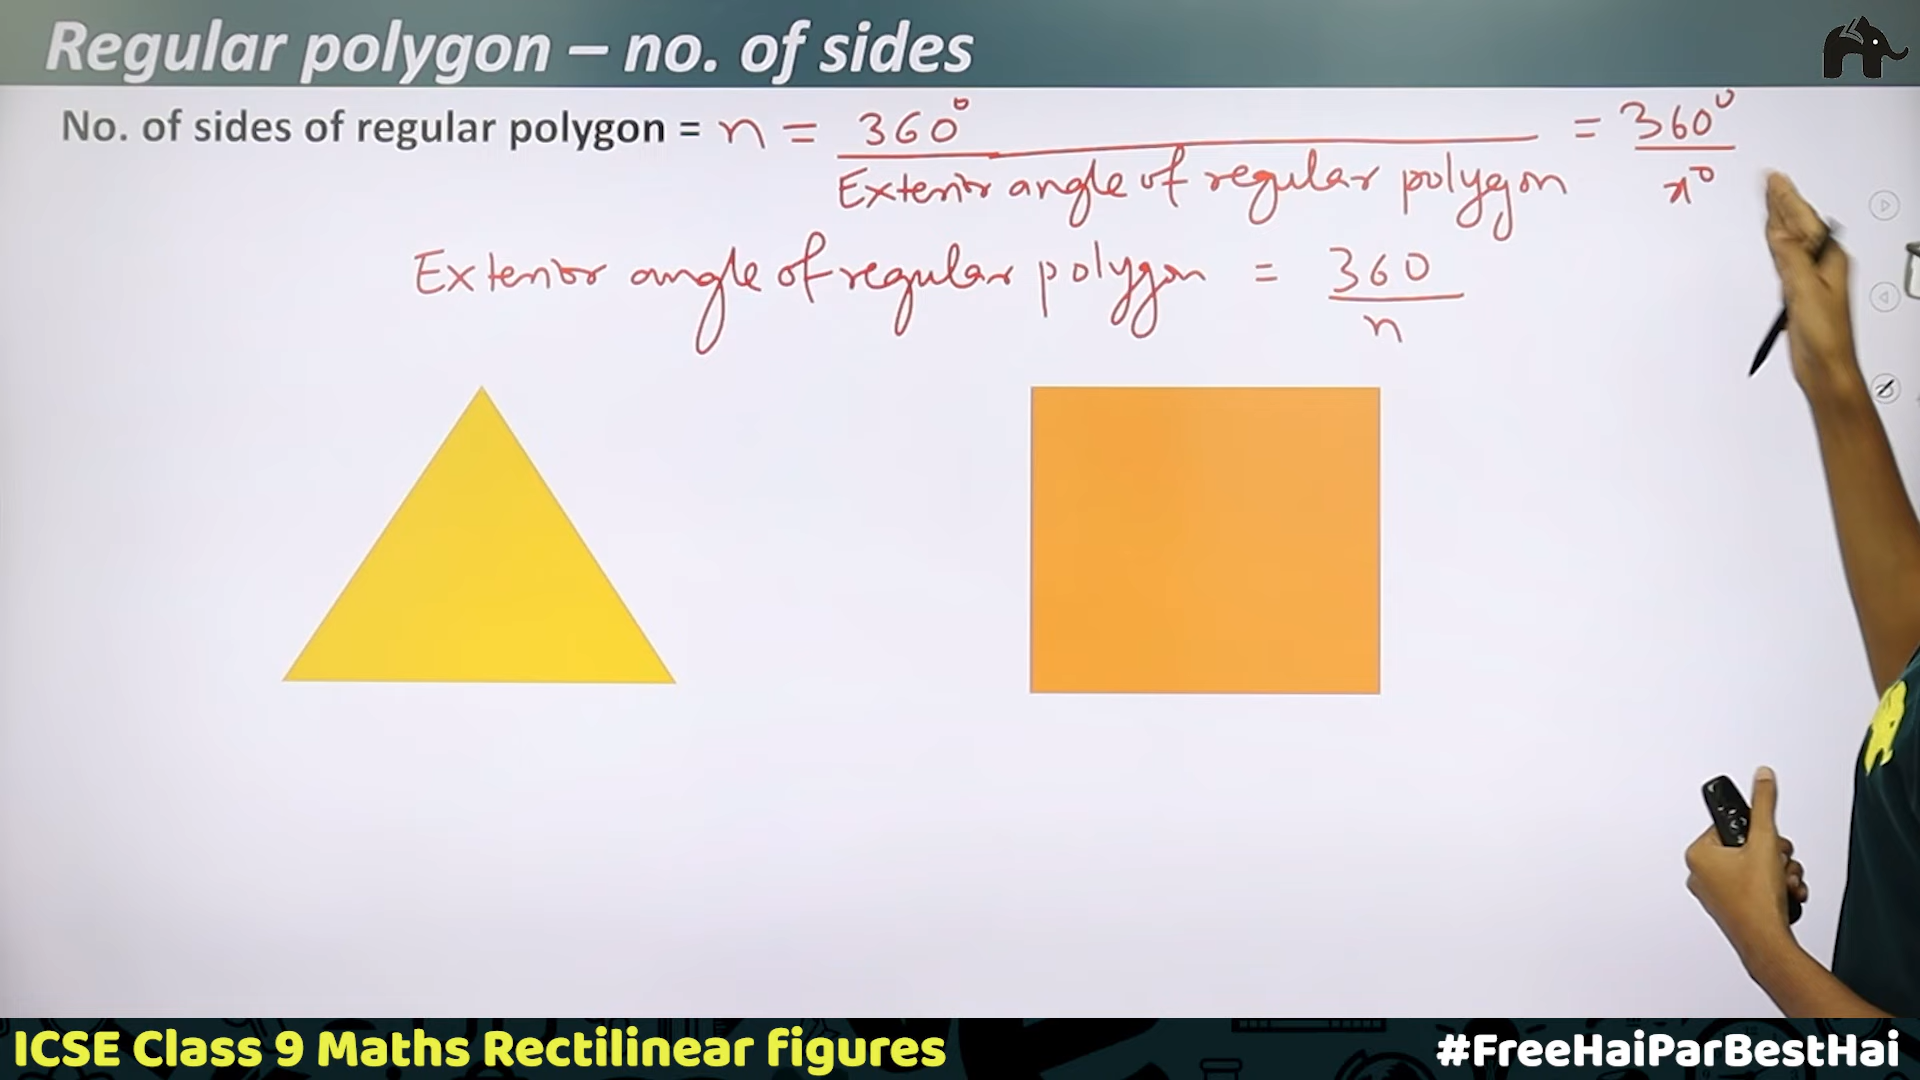 Regular polygon – no. of sides
No. of sides of regular polygon = n = 360° / Exterior angle of regular polygon = 360° / x°
Exterior angle of regular polygon = 360 / n
ICSE Class 9 Maths Rectilinear figures
#FreeHaiParBestHai